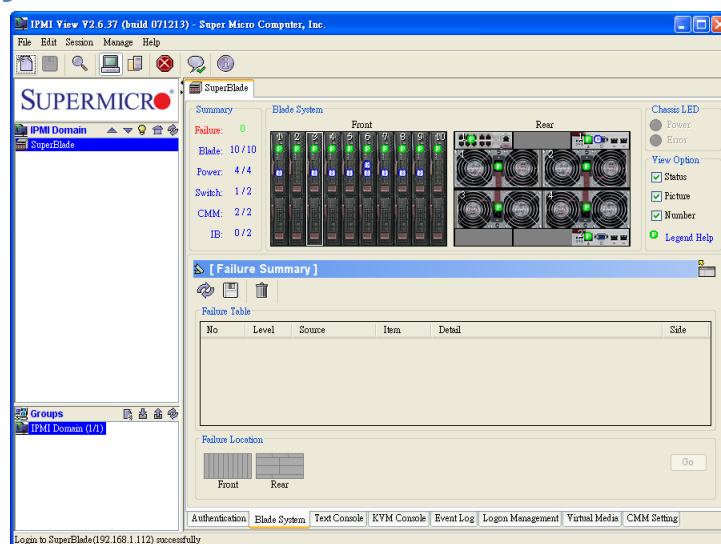 IPMI View V2.6.37 (build 071213) - Super Micro Computer, Inc.
File Edit Session Manage Help
SUPERMICR
IPMI Domain
SuperBlade
SuperBlade
Summary
Failure: 0
Blade: 10/10
Power: 4/4
Switch: 1/2
CMM: 2/2
IB: 0/2
Blade System
Front
1 2 3 4 5 6 7 8 9 10
Rear
Chassis LED
Power
Error
View Option
Status
Picture
Number
Legend Help
[ Failure Summary ]
Failure Table
No Level Source Item Detail Side
Groups
IPMI Domain (1/1)
Failure Location
Front Rear
Go
Authentication Blade System Text Console KVM Console Event Log Logon Management Virtual Media CMM Setting
Login to SuperBlade(192.168.1.112) successfully